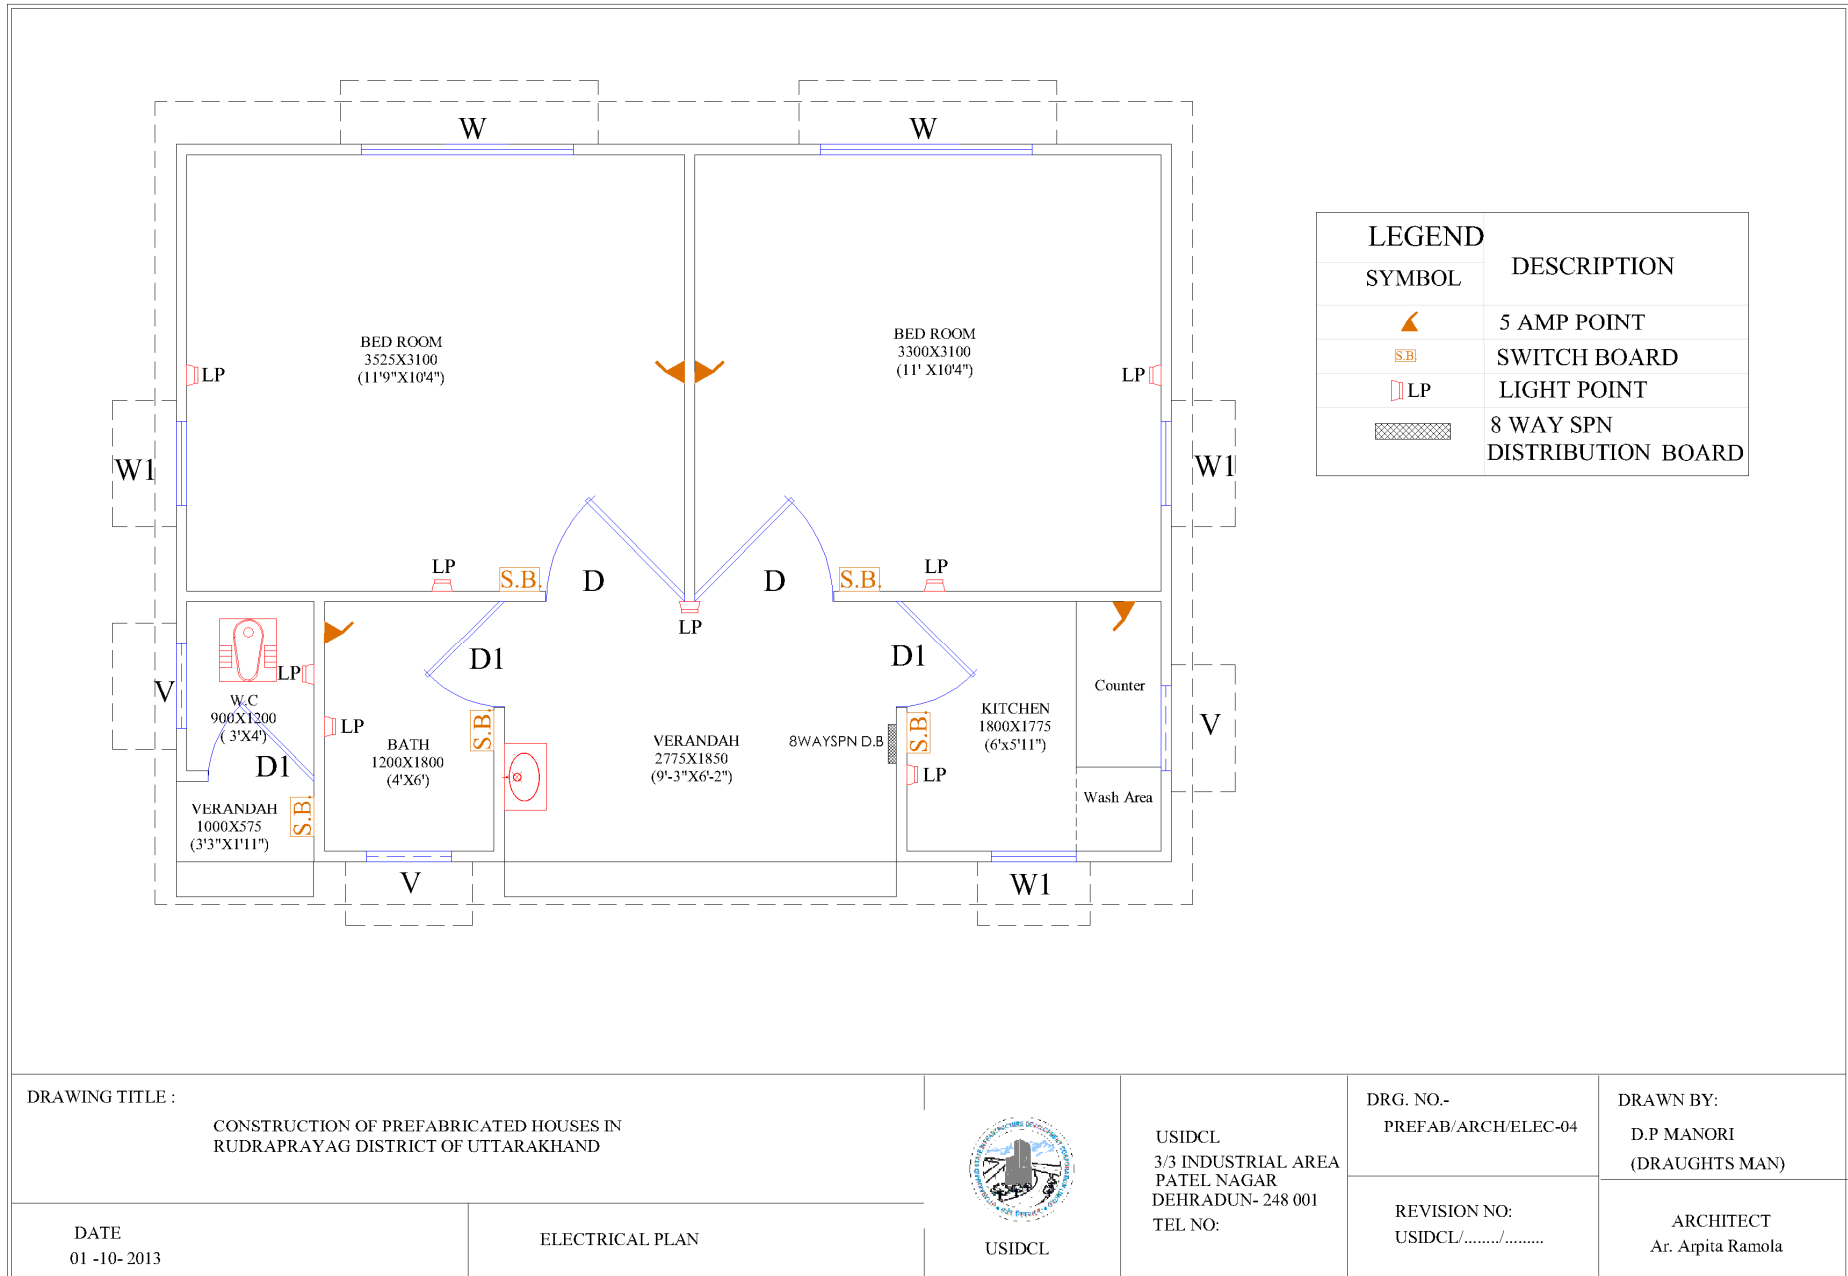 W
W
LEGEND
SYMBOL
DESCRIPTION
5 AMP POINT
S.B.
SWITCH BOARD
LP
LIGHT POINT
8 WAY SPN
DISTRIBUTION BOARD
BED ROOM
3525X3100
(11'9"X10'4")
BED ROOM
3300X3100
(11' X10'4")
LP
LP
W1
W1
LP
S.B.
D
D
S.B.
LP
LP
D1
D1
LP
V
W.C
900X1200
( 3'X4')
D1
LP
BATH
1200X1800
(4'X6')
S.B.
VERANDAH
2775X1850
(9'-3"X6'-2")
8WAYSPN D.B
S.B.
LP
KITCHEN
1800X1775
(6'x5'11")
Counter
V
Wash Area
VERANDAH
1000X575
(3'3"X1'11")
S.B.
V
W1
DRAWING TITLE :
CONSTRUCTION OF PREFABRICATED HOUSES IN
RUDRAPRAYAG DISTRICT OF UTTARAKHAND
DATE
01 -10- 2013
ELECTRICAL PLAN
USIDCL
USIDCL
3/3 INDUSTRIAL AREA
PATEL NAGAR
DEHRADUN- 248 001
TEL NO:
DRG. NO.-
PREFAB/ARCH/ELEC-04
REVISION NO:
USIDCL/......../.........
DRAWN BY:
D.P MANORI
(DRAUGHTS MAN)
ARCHITECT
Ar. Arpita Ramola